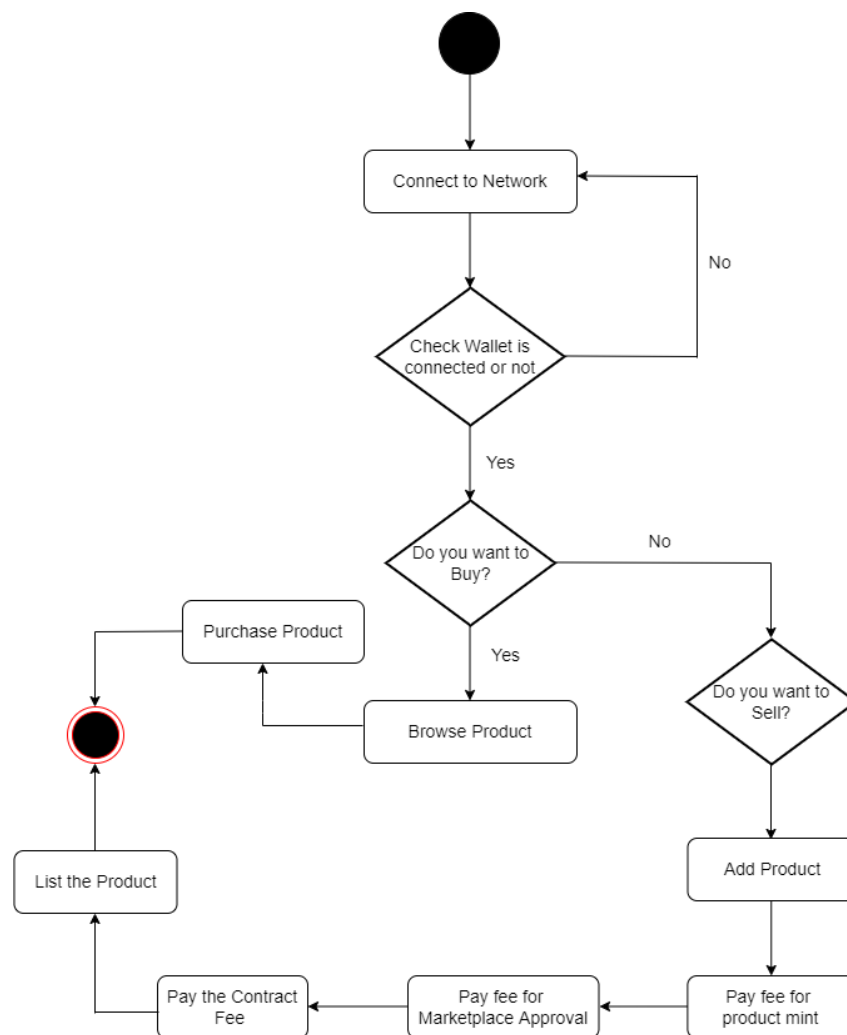 Connect to Network
No
Check Wallet is
connected or not
Yes
Do you want to
Buy?
No
Purchase Product
Yes
Do you want to
Sell?
Browse Product
List the Product
Add Product
Pay the Contract
Fee
Pay fee for
Marketplace Approval
Pay fee for
product mint